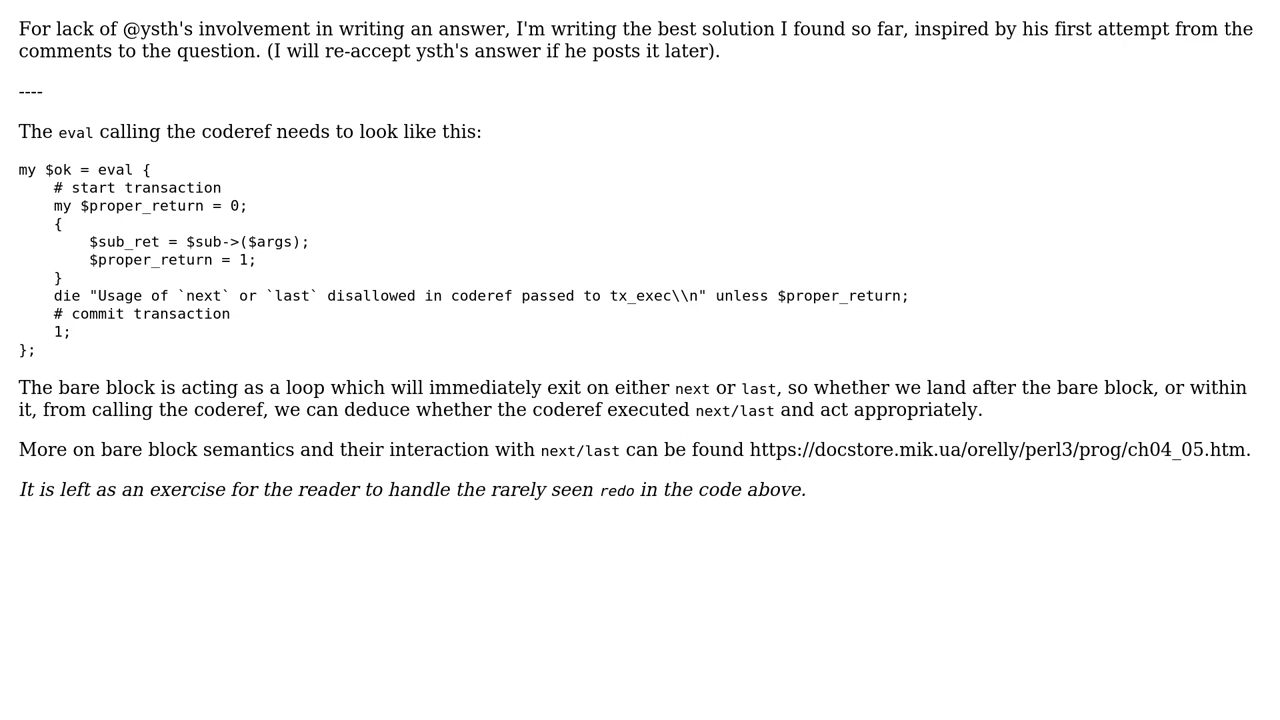 For lack of @ysth's involvement in writing an answer, I'm writing the best solution I found so far, inspired by his first attempt from the
comments to the question. (I will re-accept ysth's answer if he posts it later).
----
The eval calling the coderef needs to look like this:
my $ok = eval {
    # start transaction
    my $proper_return = 0;
    {
        $sub_ret = $sub->($args);
        $proper_return = 1;
    }
    die "Usage of `next` or `last` disallowed in coderef passed to tx_exec\\n" unless $proper_return;
    # commit transaction
    1;
};
The bare block is acting as a loop which will immediately exit on either next or last, so whether we land after the bare block, or within
it, from calling the coderef, we can deduce whether the coderef executed next/last and act appropriately.
More on bare block semantics and their interaction with next/last can be found https://docstore.mik.ua/orelly/perl3/prog/ch04_05.htm.
It is left as an exercise for the reader to handle the rarely seen redo in the code above.